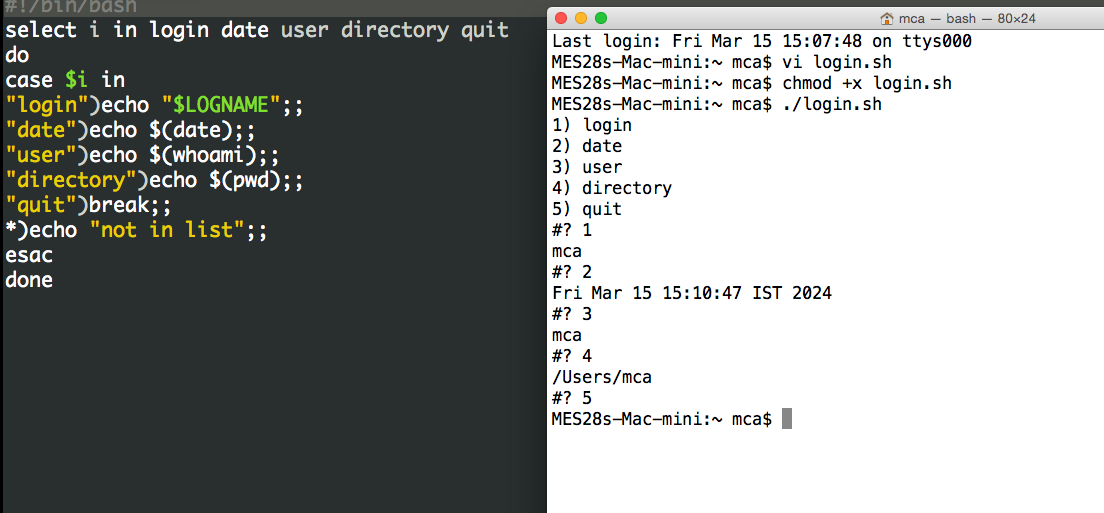 #!/bin/bash
select i in login date user directory quit
do
case $i in
"login")echo "$LOGNAME";;
"date")echo $(date);;
"user")echo $(whoami);;
"directory")echo $(pwd);;
"quit")break;;
*)echo "not in list";;
esac
done
mca — bash — 80×24
Last login: Fri Mar 15 15:07:48 on ttys000
MES28s-Mac-mini:~ mca$ vi login.sh
MES28s-Mac-mini:~ mca$ chmod +x login.sh
MES28s-Mac-mini:~ mca$ ./login.sh
1) login
2) date
3) user
4) directory
5) quit
#? 1
mca
#? 2
Fri Mar 15 15:10:47 IST 2024
#? 3
mca
#? 4
/Users/mca
#? 5
MES28s-Mac-mini:~ mca$